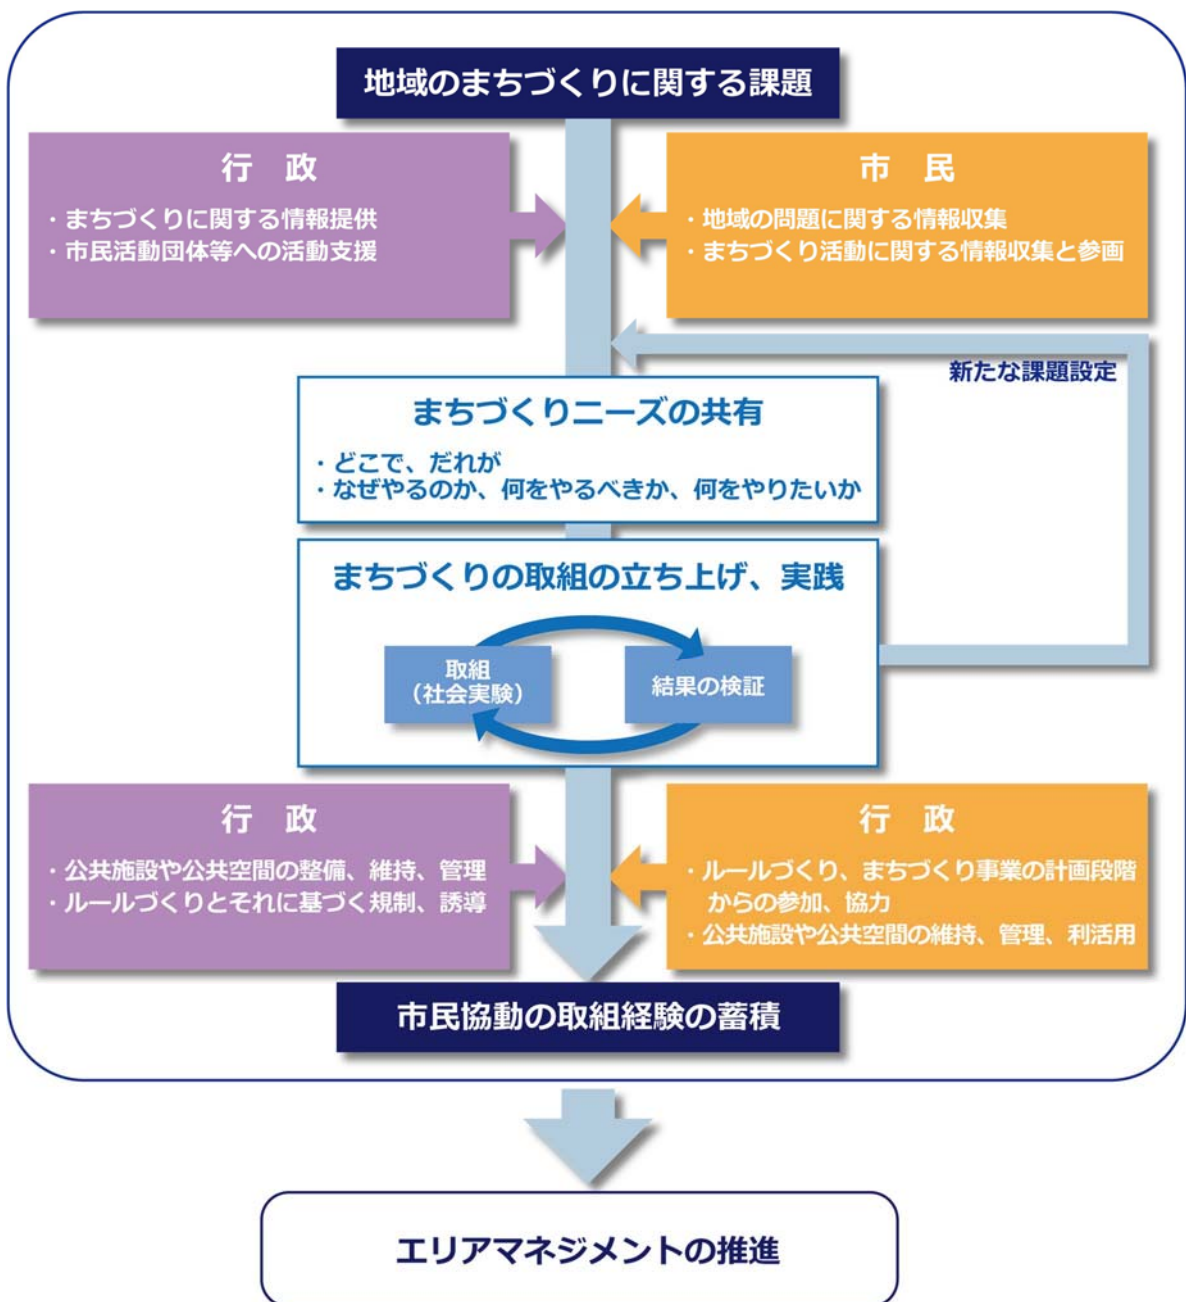 地域のまちづくりに関する課題
行　政
・まちづくりに関する情報提供
・市民活動団体等への活動支援
市　民
・地域の問題に関する情報収集
・まちづくり活動に関する情報収集と参画
新たな課題設定
まちづくりニーズの共有
・どこで、だれが
・なぜやるのか、何をやるべきか、何をやりたいか
まちづくりの取組の立ち上げ、実践
取組
（社会実験）
結果の検証
行　政
・公共施設や公共空間の整備、維持、管理
・ルールづくりとそれに基づく規制、誘導
行　政
・ルールづくり、まちづくり事業の計画段階
からの参加、協力
・公共施設や公共空間の維持、管理、利活用
市民協動の取組経験の蓄積
エリアマネジメントの推進